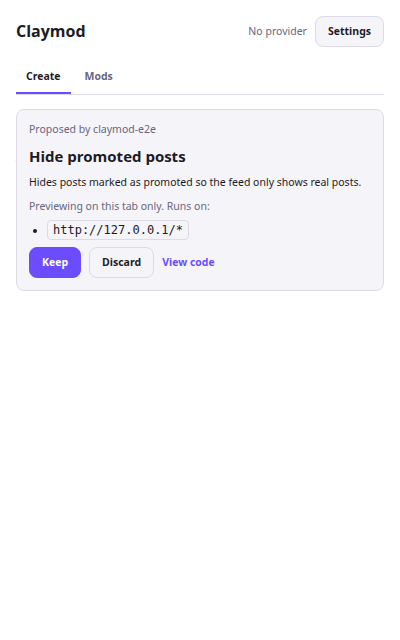 Claymod
No provider
Settings
Create
Mods
Proposed by claymod-e2e
Hide promoted posts
Hides posts marked as promoted so the feed only shows real posts.
Previewing on this tab only. Runs on:
http://127.0.0.1/*
Keep
Discard
View code